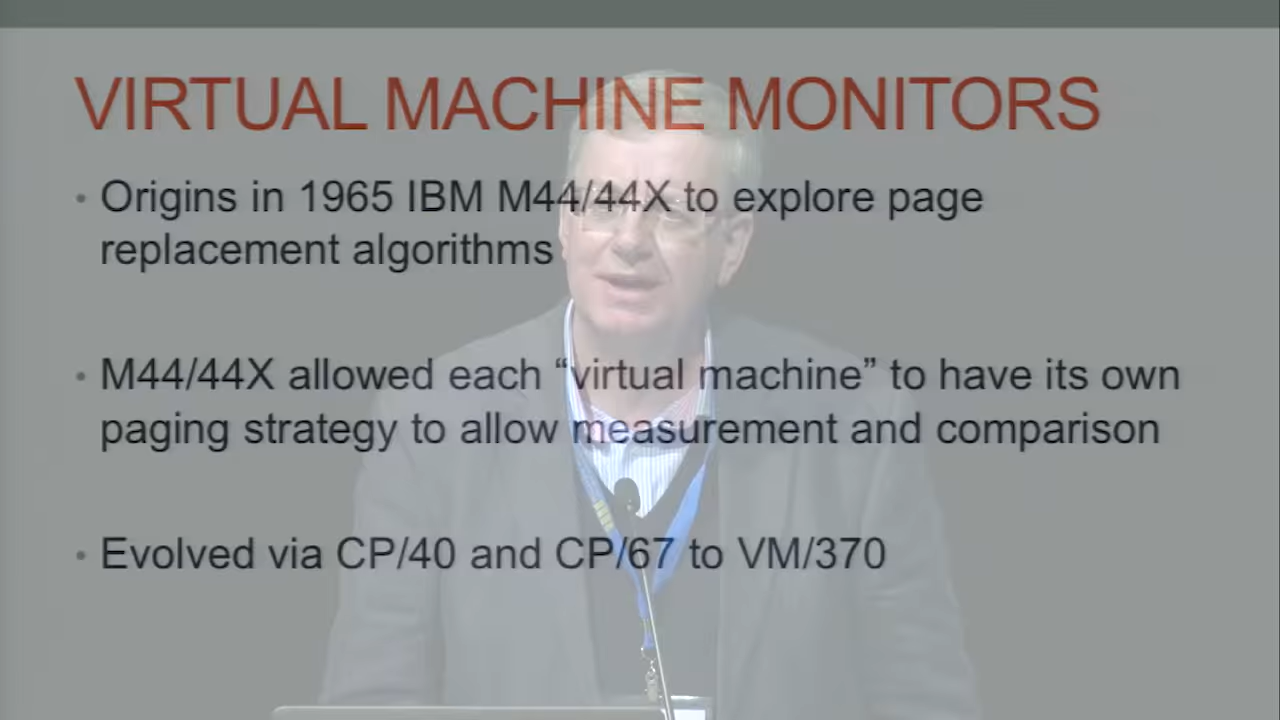 VIRTUAL MACHINE MONITORS
• Origins in 1965 IBM M44/44X to explore page
replacement algorithms
• M44/44X allowed each “virtual machine” to have its own
paging strategy to allow measurement and comparison
• Evolved via CP/40 and CP/67 to VM/370